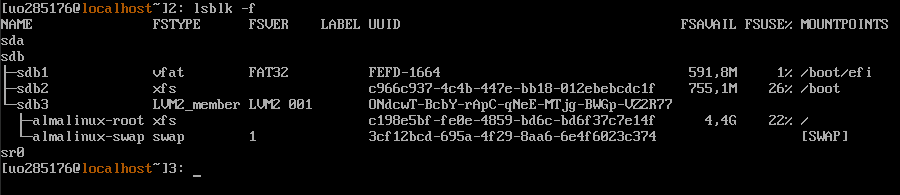 [uo285176@localhost~]2: lsblk -f
NAME FSTYPE FSVER LABEL UUID FSAVAIL FSUSE% MOUNTPOINTS
sda
sdb
├─sdb1 vfat FAT32 FEFD-1664 591,8M 1% /boot/efi
├─sdb2 xfs c966c937-4c4b-447e-bb18-012ebebcdc1f 755,1M 26% /boot
└─sdb3 LVM2_member LVM2 001 ONdcwT-BcbY-rApC-qNeE-MTjg-BWGp-VZ2R77
├─almalinux-root xfs c198e5bf-fe0e-4859-bd6c-bd6f37c7e14f 4,4G 22% /
└─almalinux-swap swap 1 3cf12bcd-695a-4f29-8aa6-6e4f6023c374 [SWAP]
sr0
[uo285176@localhost~]3: _